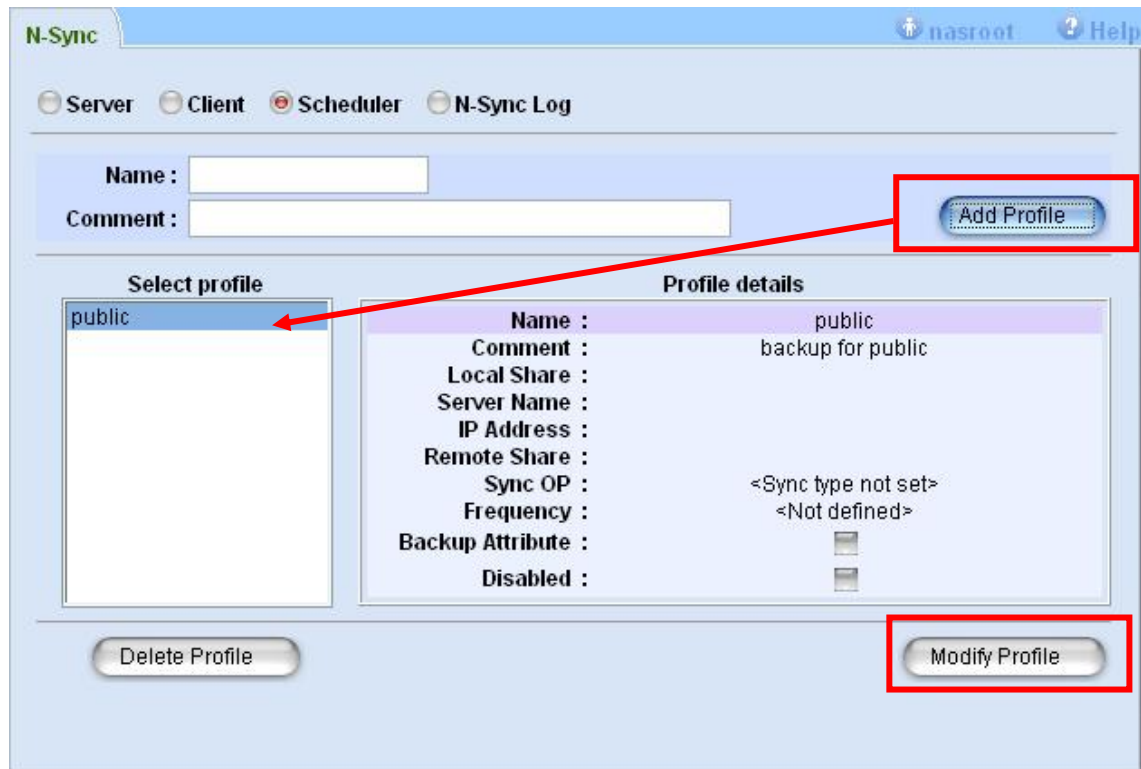 N-Sync nasroot Help
Server Client Scheduler N-Sync Log
Name :
Comment : Add Profile
Select profile Profile details
public
Name : public
Comment : backup for public
Local Share :
Server Name :
IP Address :
Remote Share :
Sync OP : <Sync type not set>
Frequency : <Not defined>
Backup Attribute :
Disabled :
Delete Profile Modify Profile